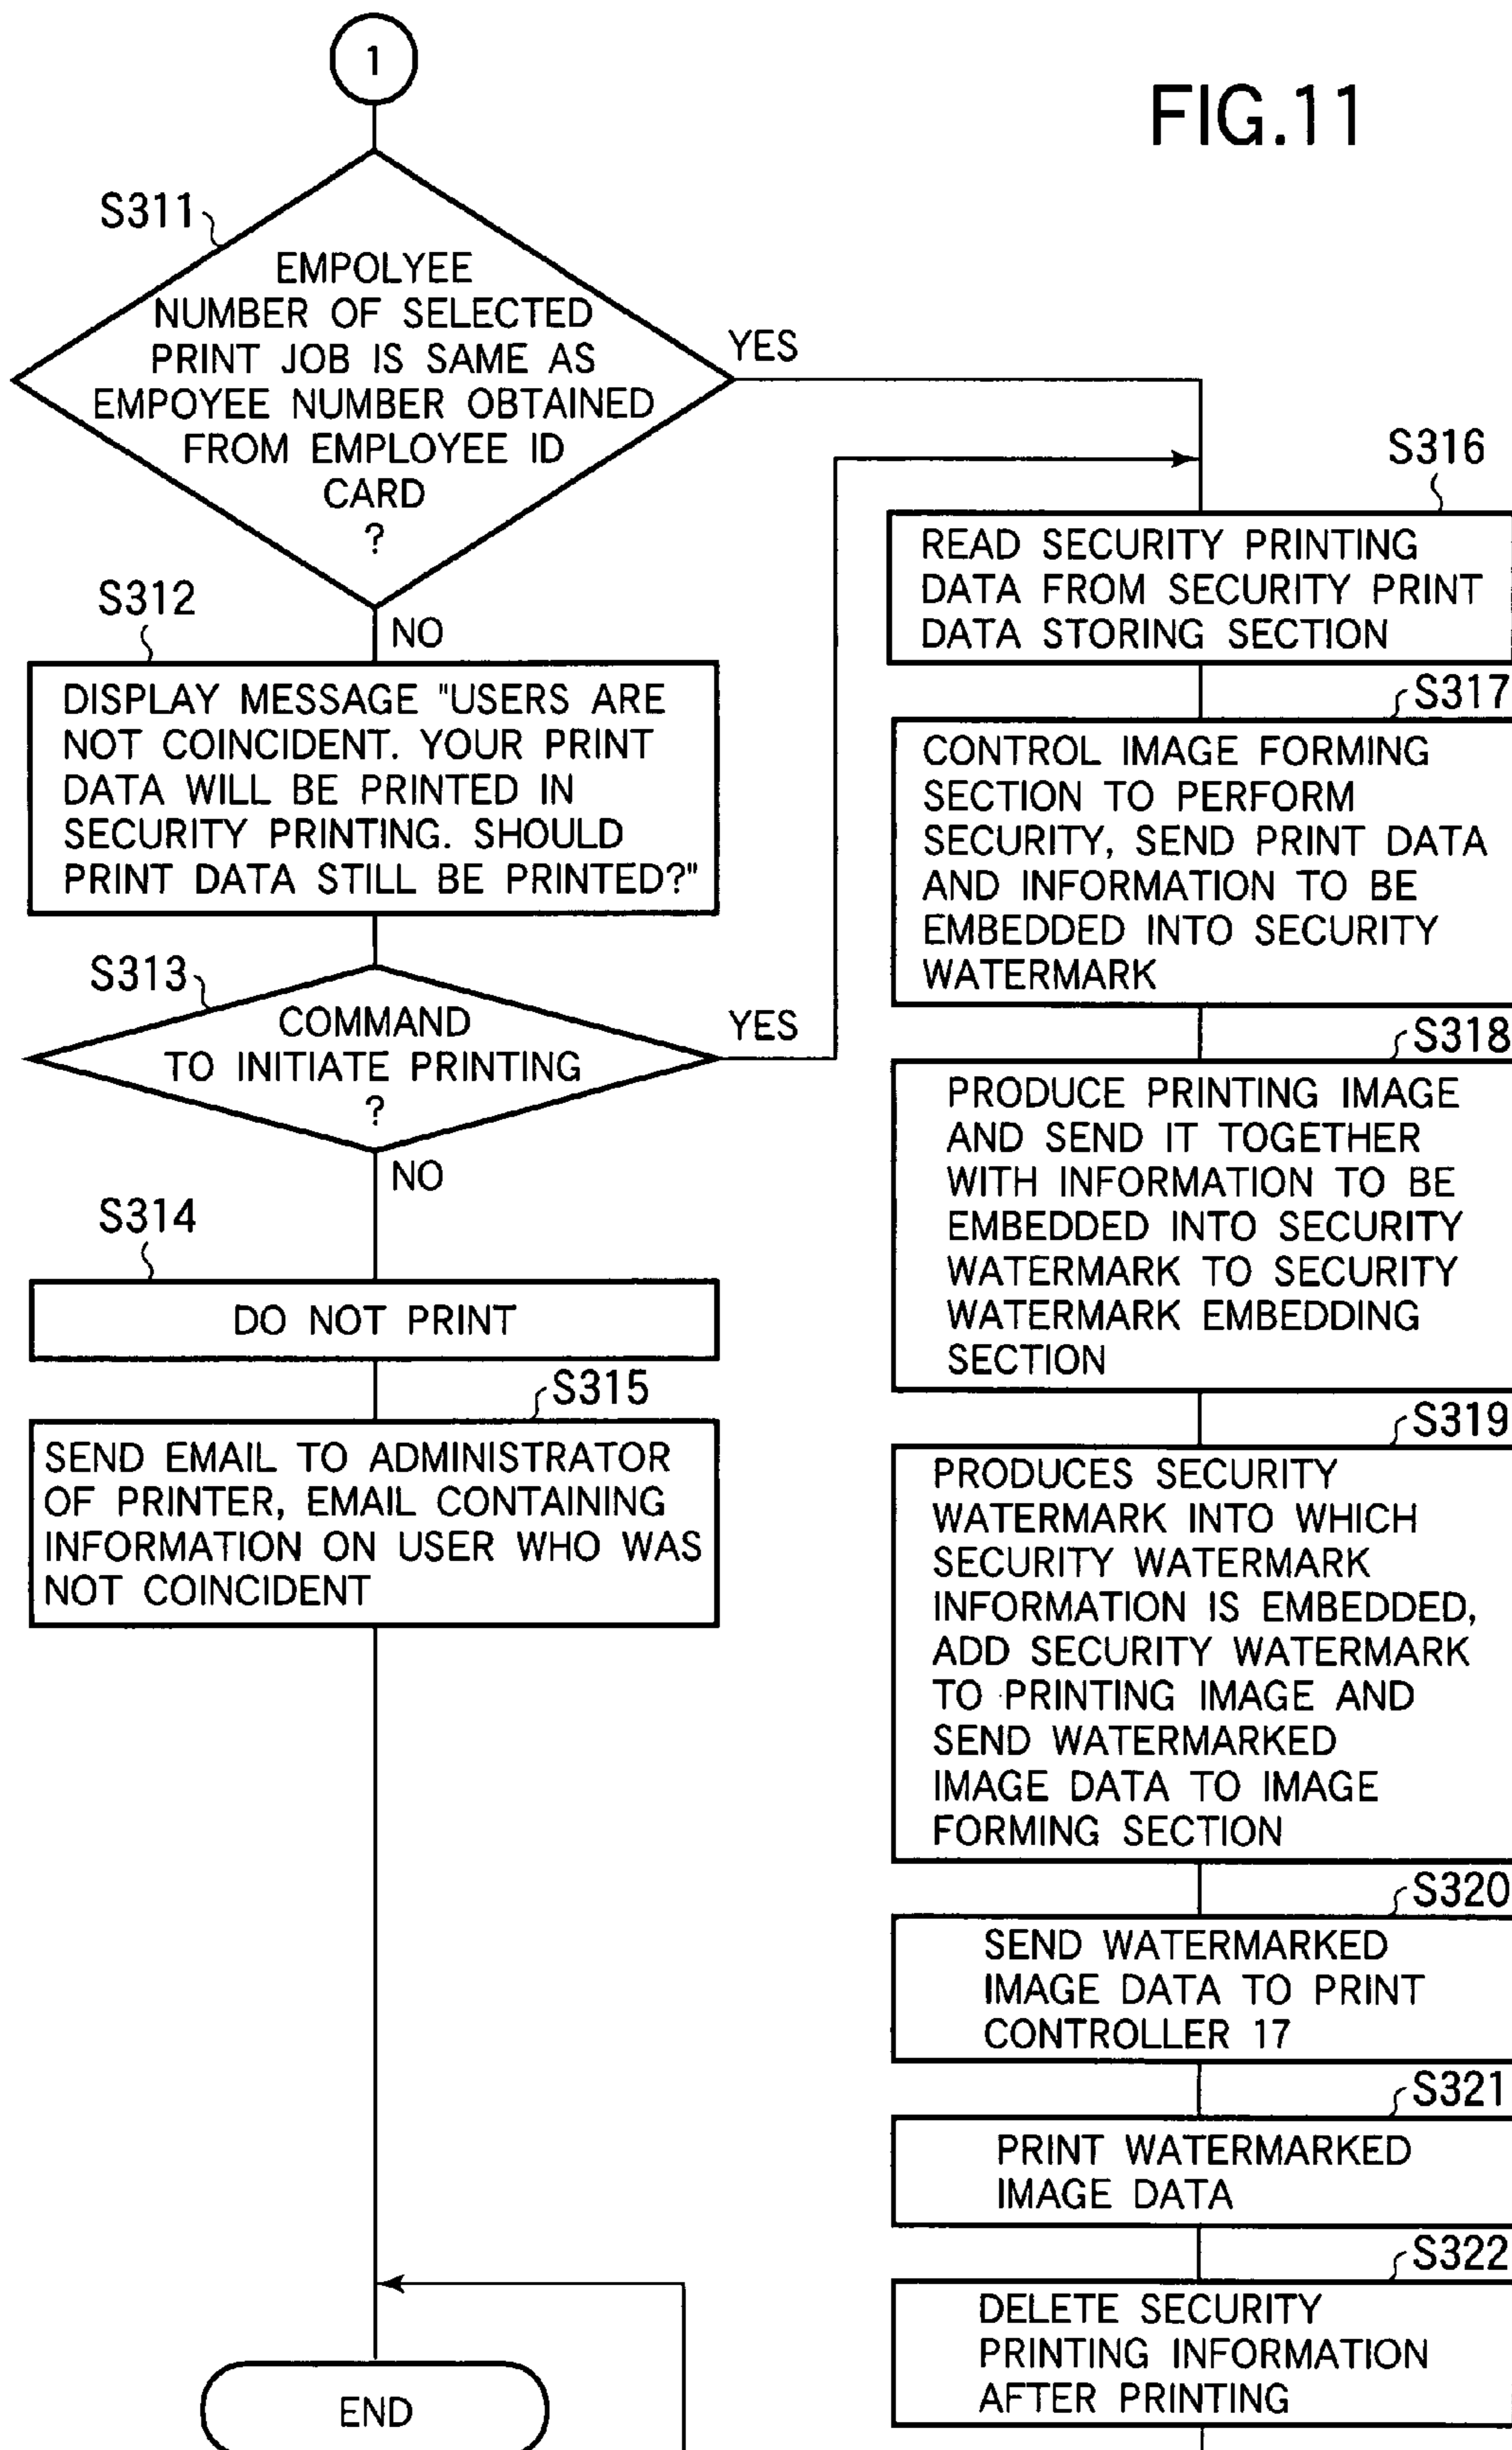 1
FIG.11
S311
EMPOLYEE
NUMBER OF SELECTED
PRINT JOB IS SAME AS
EMPOYEE NUMBER OBTAINED
FROM EMPLOYEE ID
CARD
?
YES
NO
S312
DISPLAY MESSAGE "USERS ARE
NOT COINCIDENT. YOUR PRINT
DATA WILL BE PRINTED IN
SECURITY PRINTING. SHOULD
PRINT DATA STILL BE PRINTED?"
S313
COMMAND
TO INITIATE PRINTING
?
YES
NO
S314
DO NOT PRINT
S315
SEND EMAIL TO ADMINISTRATOR
OF PRINTER, EMAIL CONTAINING
INFORMATION ON USER WHO WAS
NOT COINCIDENT
END
S316
READ SECURITY PRINTING
DATA FROM SECURITY PRINT
DATA STORING SECTION
S317
CONTROL IMAGE FORMING
SECTION TO PERFORM
SECURITY, SEND PRINT DATA
AND INFORMATION TO BE
EMBEDDED INTO SECURITY
WATERMARK
S318
PRODUCE PRINTING IMAGE
AND SEND IT TOGETHER
WITH INFORMATION TO BE
EMBEDDED INTO SECURITY
WATERMARK TO SECURITY
WATERMARK EMBEDDING
SECTION
S319
PRODUCES SECURITY
WATERMARK INTO WHICH
SECURITY WATERMARK
INFORMATION IS EMBEDDED,
ADD SECURITY WATERMARK
TO PRINTING IMAGE AND
SEND WATERMARKED
IMAGE DATA TO IMAGE
FORMING SECTION
S320
SEND WATERMARKED
IMAGE DATA TO PRINT
CONTROLLER 17
S321
PRINT WATERMARKED
IMAGE DATA
S322
DELETE SECURITY
PRINTING INFORMATION
AFTER PRINTING